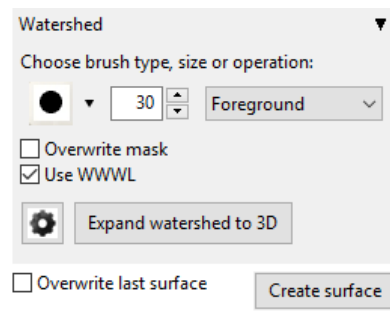 Watershed
Choose brush type, size or operation:
30 Foreground
Overwrite mask
Use WWWL
Expand watershed to 3D
Overwrite last surface
Create surface